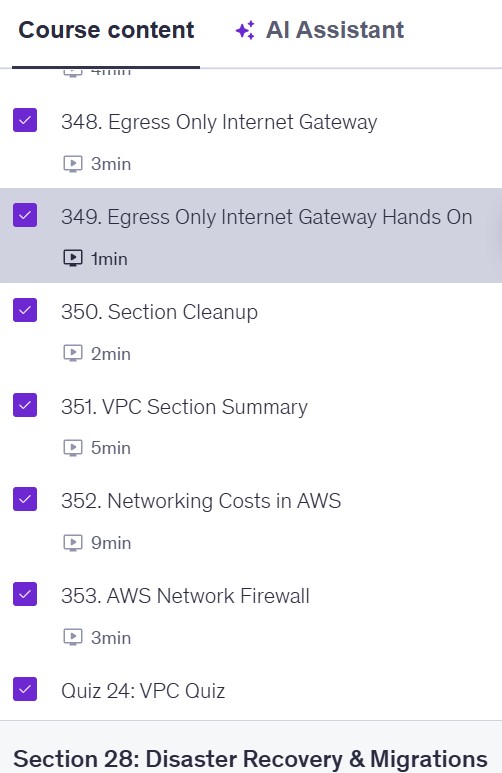 Course content
AI Assistant
4min
348. Egress Only Internet Gateway
3min
349. Egress Only Internet Gateway Hands On
1min
350. Section Cleanup
2min
351. VPC Section Summary
5min
352. Networking Costs in AWS
9min
353. AWS Network Firewall
3min
Quiz 24: VPC Quiz
Section 28: Disaster Recovery & Migrations